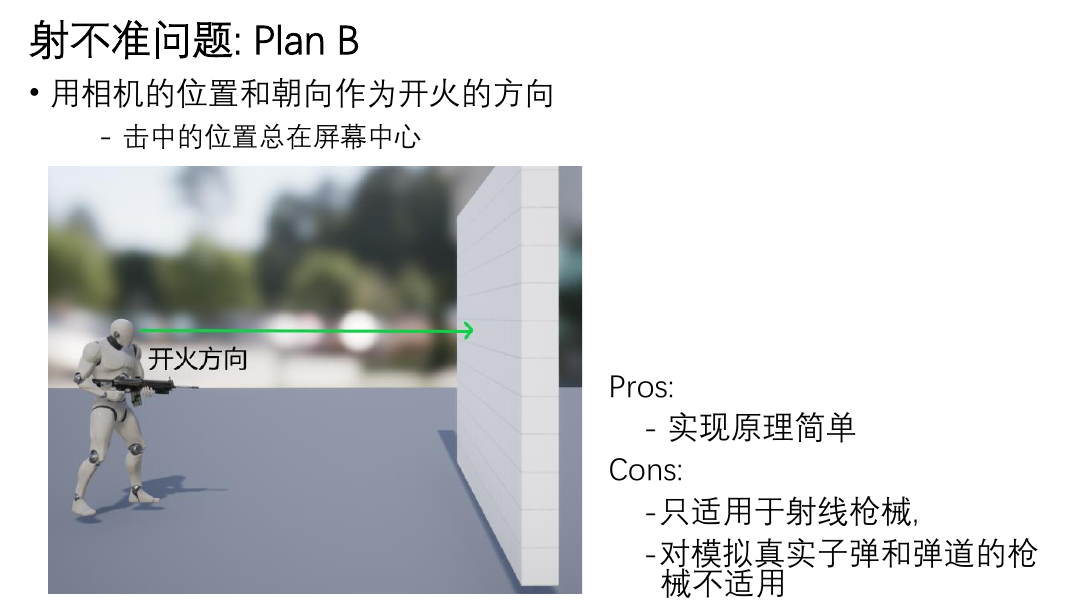 射不准问题: Plan B
• 用相机的位置和朝向作为开火的方向
- 击中的位置总在屏幕中心
开火方向
Pros:
- 实现原理简单
Cons:
-只适用于射线枪械,
-对模拟真实子弹和弹道的枪
械不适用